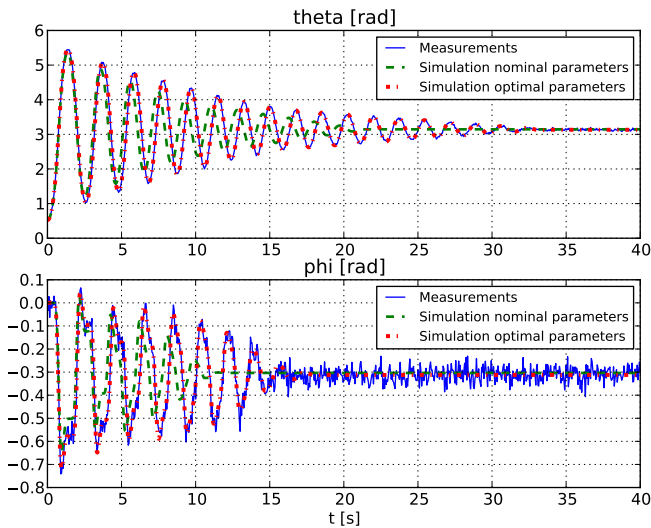 theta [rad]
6
5
4
3
2
1
0
Measurements
Simulation nominal parameters
Simulation optimal parameters
0 5 10 15 20 25 30 35 40
phi [rad]
0.1
0.0
−0.1
−0.2
−0.3
−0.4
−0.5
−0.6
−0.7
−0.8
Measurements
Simulation nominal parameters
Simulation optimal parameters
0 5 10 15 20 25 30 35 40
t [s]